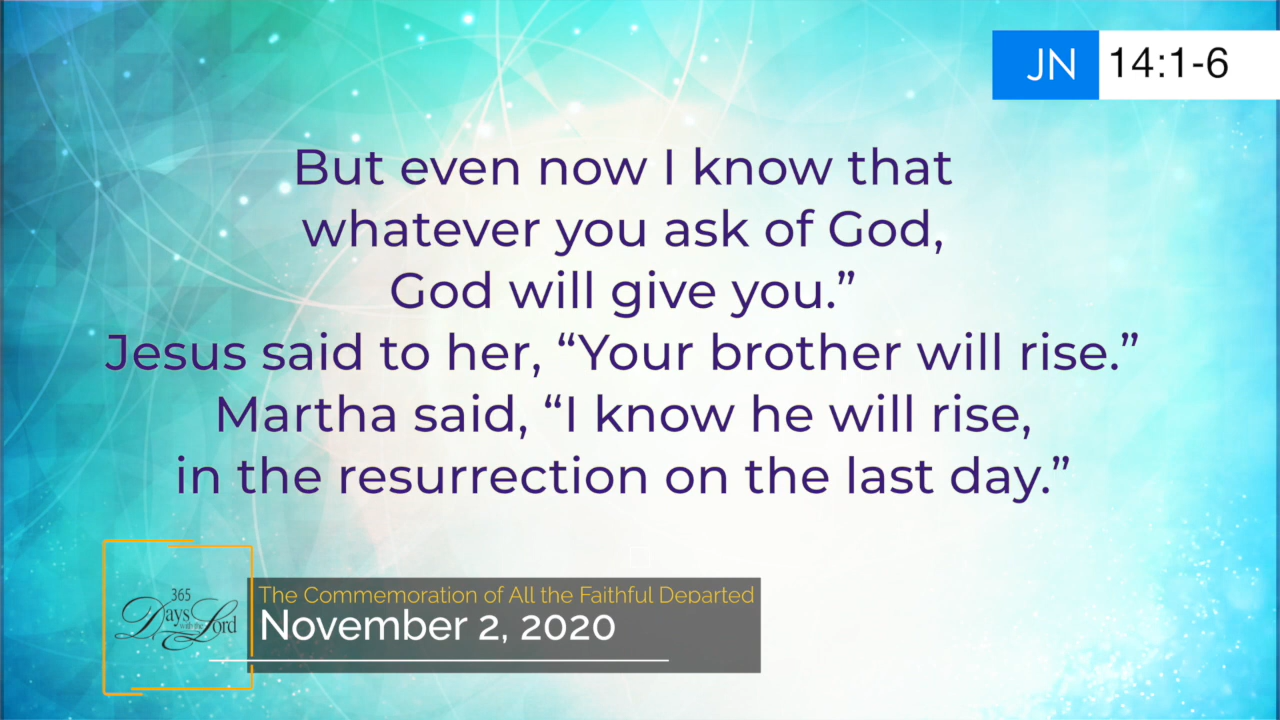 JN 14:1-6
But even now I know that
whatever you ask of God,
God will give you.”
Jesus said to her, “Your brother will rise.”
Martha said, “I know he will rise,
in the resurrection on the last day.”
365
Days with the Lord
The Commemoration of All the Faithful Departed
November 2, 2020